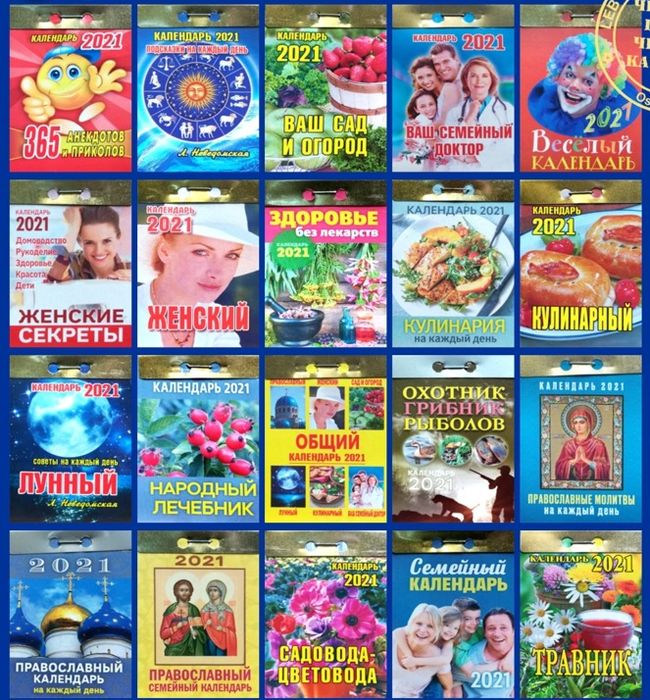 КАЛЕНДАРЬ 2021
365 АНЕКДОТОВ
и ПРИКОЛОВ
КАЛЕНДАРЬ 2021
ПОДСКАЗКИ НА КАЖДЫЙ ДЕНЬ
Л. Неведомская
КАЛЕНДАРЬ
2021
ВАШ САД
И ОГОРОД
КАЛЕНДАРЬ 2021
ВАШ СЕМЕЙНЫЙ
ДОКТОР
2021
Весёлый
КАЛЕНДАРЬ
КАЛЕНДАРЬ
2021
Домоводство
Рукоделие
Здоровье
Красота
Дети
ЖЕНСКИЕ
СЕКРЕТЫ
КАЛЕНДАРЬ
2021
ЖЕНСКИЙ
ЗДОРОВЬЕ
без лекарств
КАЛЕНДАРЬ
2021
КАЛЕНДАРЬ 2021
КУЛИНАРИЯ
на каждый день
КАЛЕНДАРЬ
2021
КУЛИНАРНЫЙ
КАЛЕНДАРЬ 2021
советы на каждый день
ЛУННЫЙ
Л. Неведомская
КАЛЕНДАРЬ 2021
НАРОДНЫЙ
ЛЕЧЕБНИК
ПРАВОСЛАВНЫЙ ЖЕНСКИЙ САД И ОГОРОД
ОБЩИЙ
КАЛЕНДАРЬ 2021
ЛУННЫЙ КУЛИНАРНЫЙ ВАШ СЕМЕЙНЫЙ ДОКТОР
ОХОТНИК
ГРИБНИК
РЫБОЛОВ
КАЛЕНДАРЬ
2021
КАЛЕНДАРЬ 2021
ПРАВОСЛАВНЫЕ МОЛИТВЫ
на каждый день
2021
ПРАВОСЛАВНЫЙ
КАЛЕНДАРЬ
на каждый день
2021
ПРАВОСЛАВНЫЙ
СЕМЕЙНЫЙ КАЛЕНДАРЬ
КАЛЕНДАРЬ
2021
САДОВОДА-
ЦВЕТОВОДА
Семейный
КАЛЕНДАРЬ
2021
КАЛЕНДАРЬ 2021
ТРАВНИК